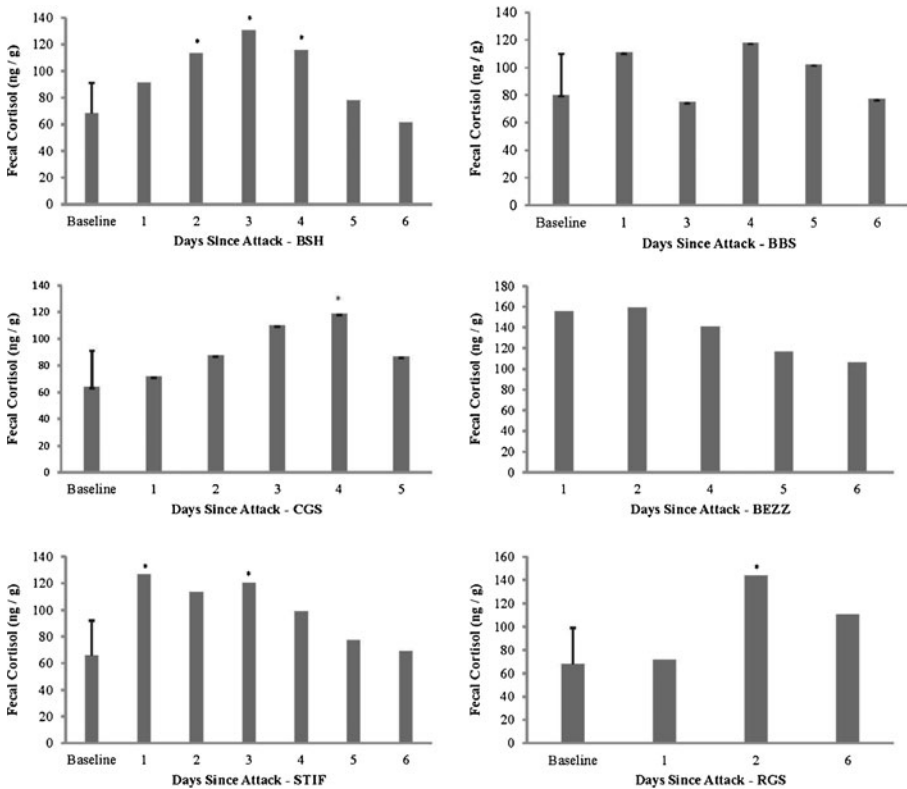 Fecal Cortisol (ng / g)
140
120
100
80
60
40
20
0
* * *
Baseline 1 2 3 4 5 6
Days Since Attack - BSH
Fecal Cortsiol (ng / g)
140
120
100
80
60
40
20
0
Baseline 1 3 4 5 6
Days Since Attack - BBS
Fecal Cortisol (ng / g)
140
120
100
80
60
40
20
0
*
Baseline 1 2 3 4 5
Days Since Attack - CGS
Fecal Cortisol (ng / g)
180
160
140
120
100
80
60
40
20
0
1 2 4 5 6
Days Since Attack - BEZZ
Fecal Cortisol (ng / g)
140
120
100
80
60
40
20
0
* *
Baseline 1 2 3 4 5 6
Days Since Attack - STIF
Fecal Cortisol (ng / g)
160
140
120
100
80
60
40
20
0
*
Baseline 1 2 6
Days Since Attack - RGS